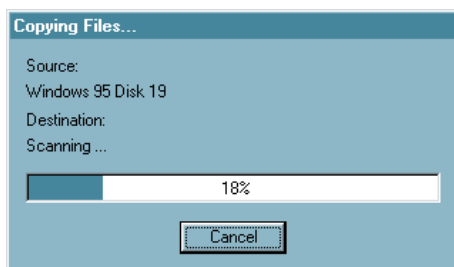 Copying Files...
Source:
Windows 95 Disk 19
Destination:
Scanning ...
18%
Cancel